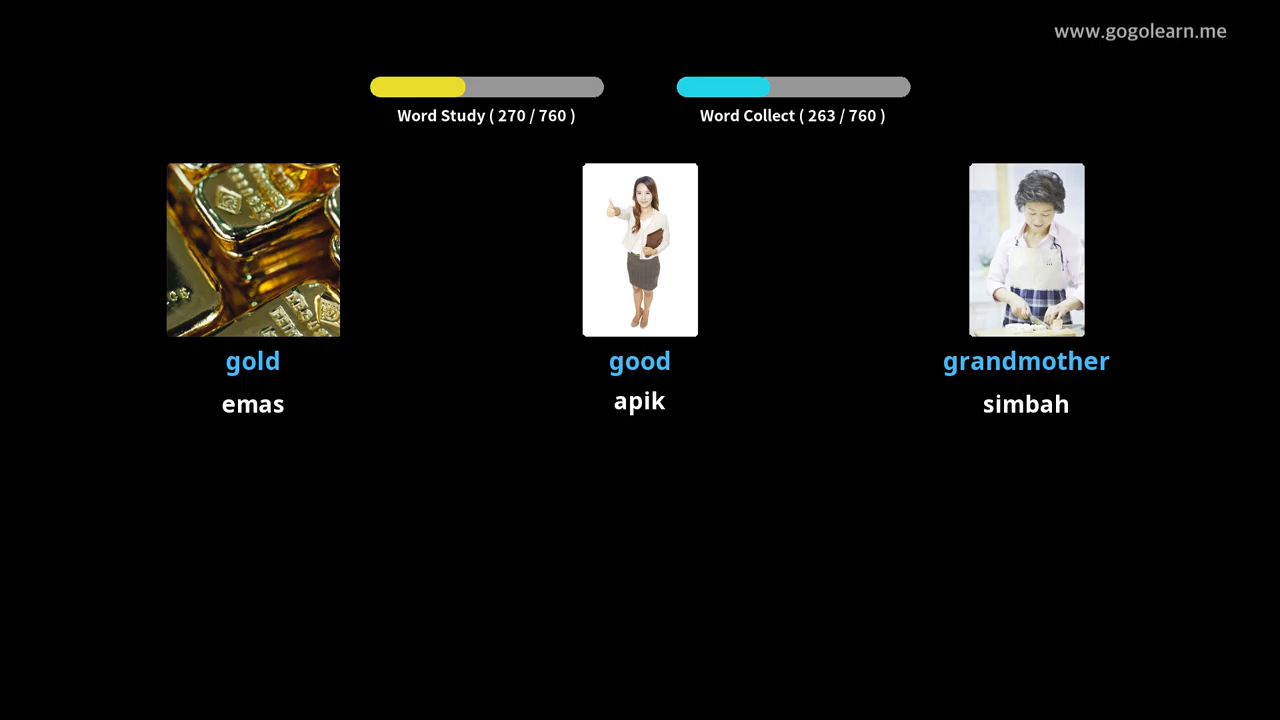 www.gogolearn.me
Word Study ( 270 / 760 )
Word Collect ( 263 / 760 )
gold
good
grandmother
emas
apik
simbah